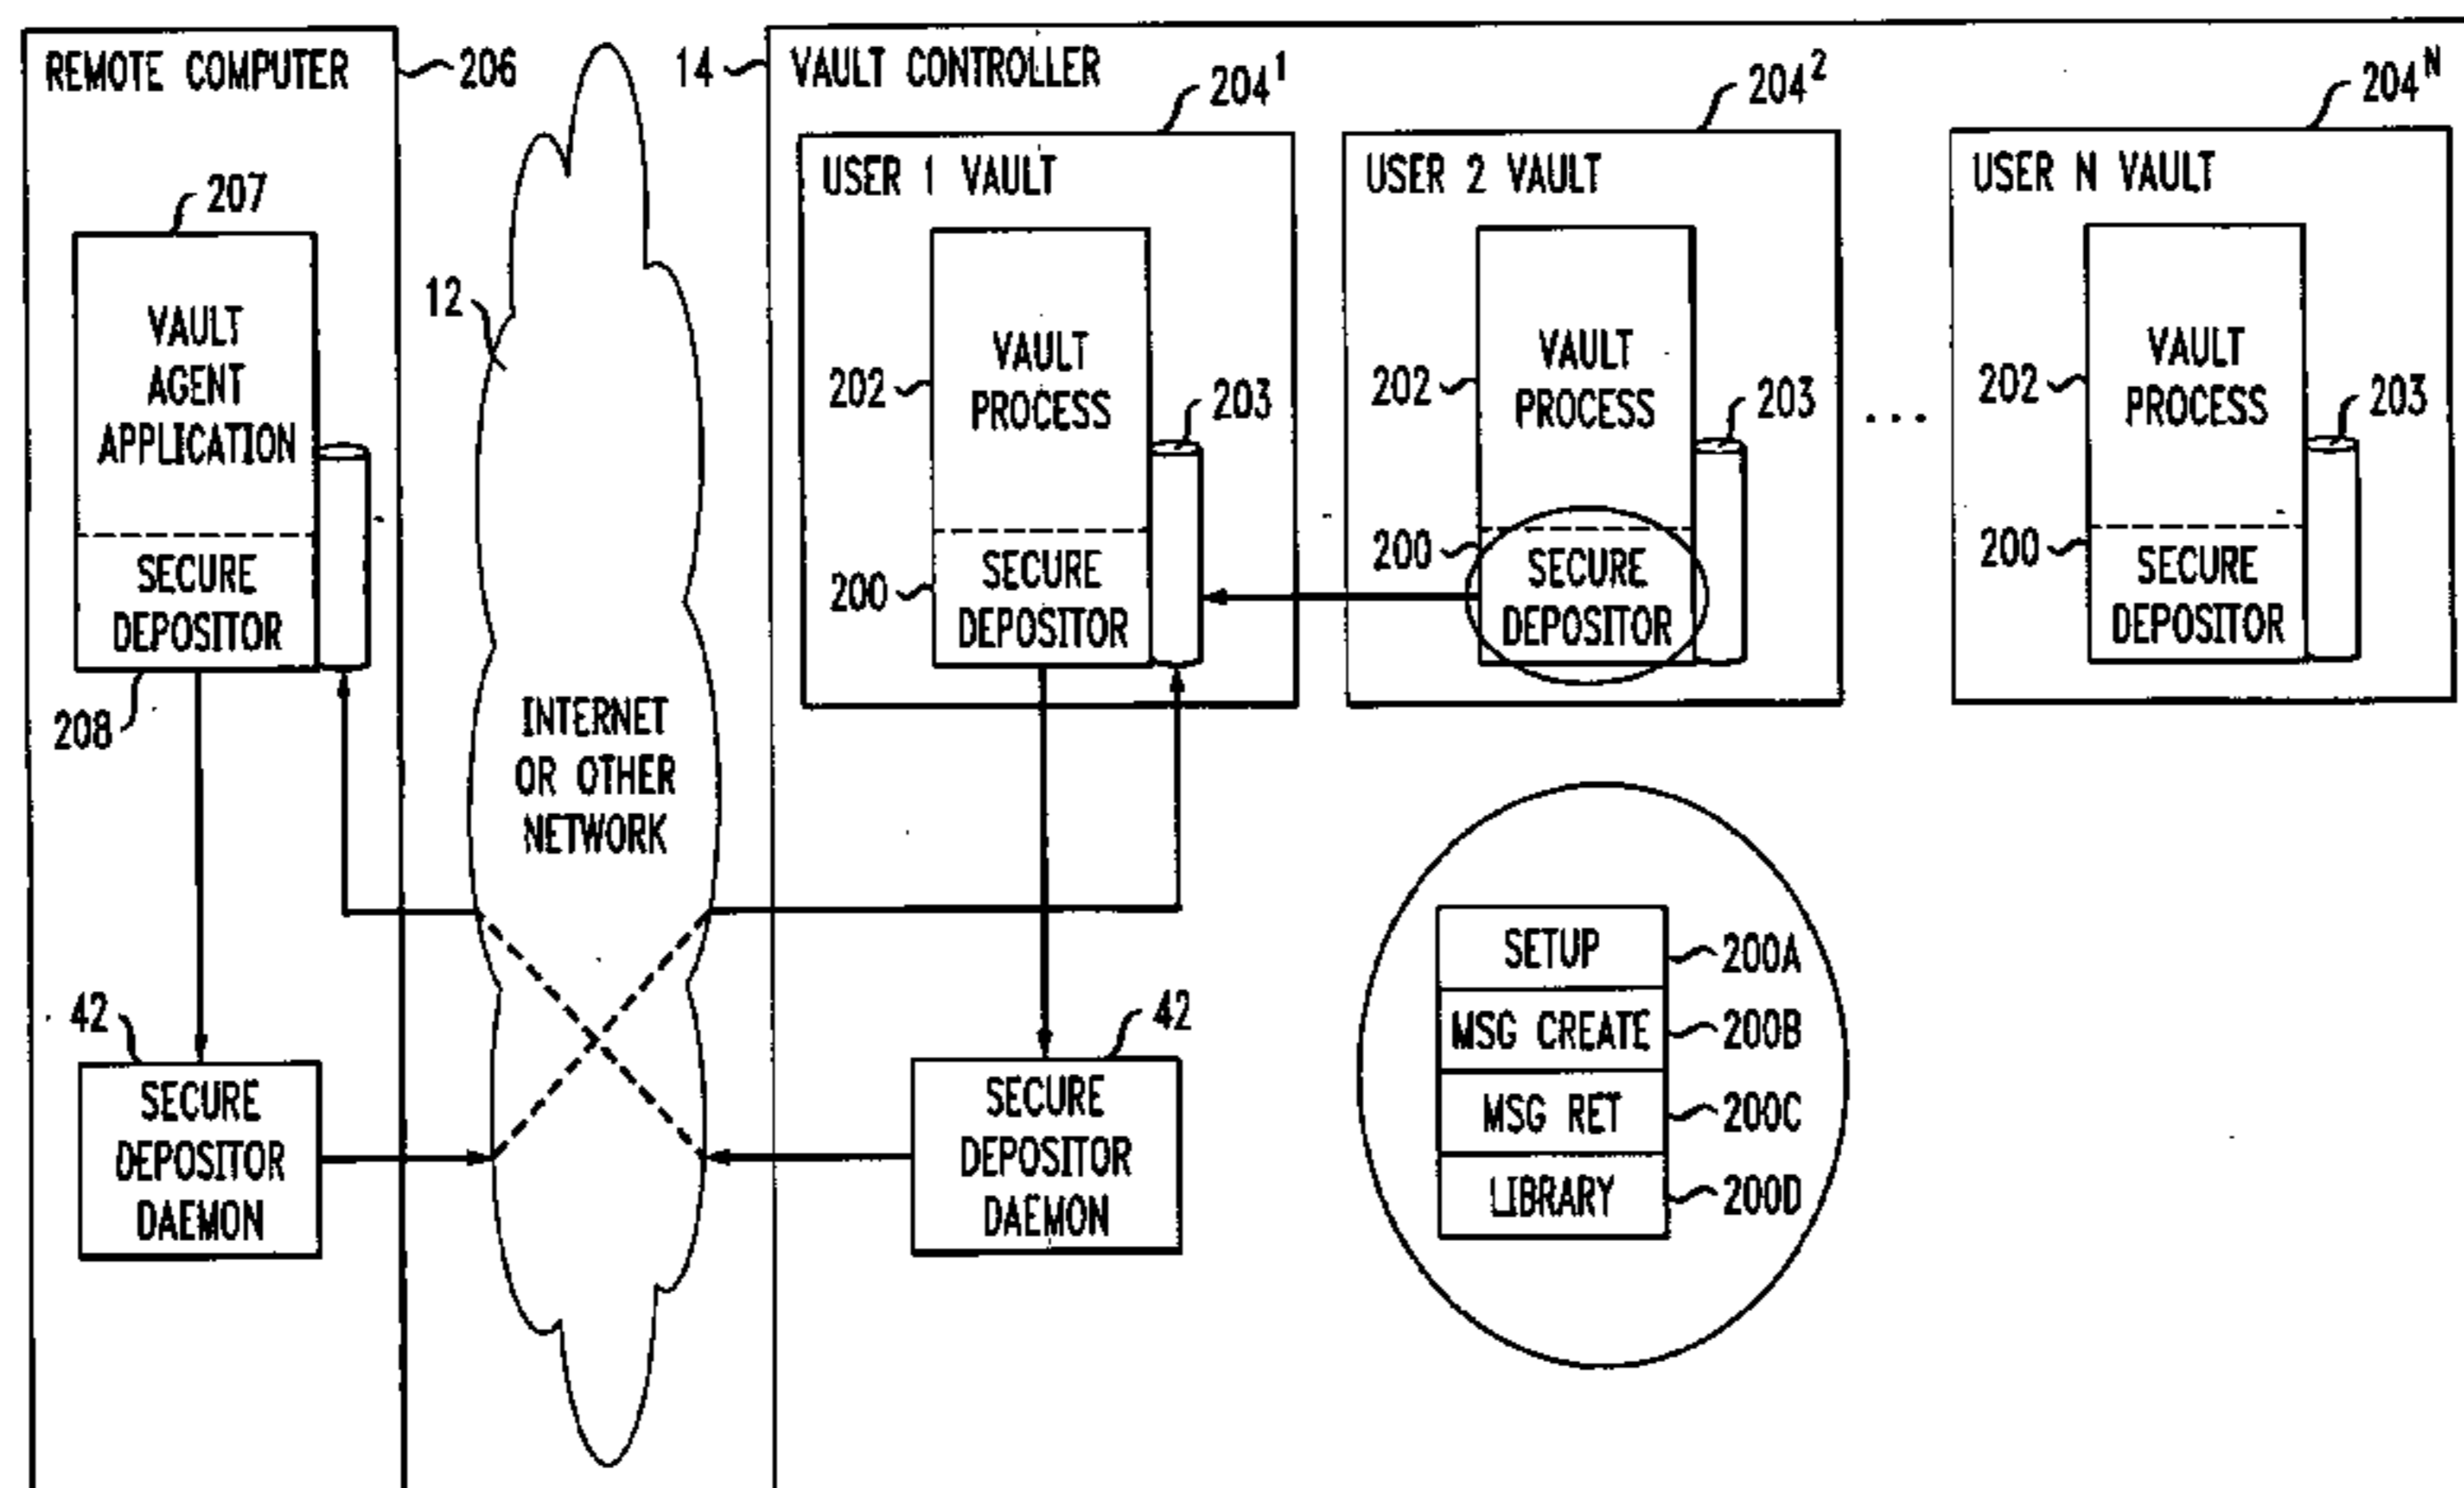 REMOTE COMPUTER
206
207
VAULT
AGENT
APPLICATION
SECURE
DEPOSITOR
208
42
SECURE
DEPOSITOR
DAEMON
12
INTERNET
OR OTHER
NETWORK
14
VAULT CONTROLLER
204¹
USER 1 VAULT
202
VAULT
PROCESS
203
200
SECURE
DEPOSITOR
42
SECURE
DEPOSITOR
DAEMON
204²
USER 2 VAULT
202
VAULT
PROCESS
203
200
SECURE
DEPOSITOR
...
204ᴺ
USER N VAULT
202
VAULT
PROCESS
203
200
SECURE
DEPOSITOR
SETUP
200A
MSG CREATE
200B
MSG RET
200C
LIBRARY
200D